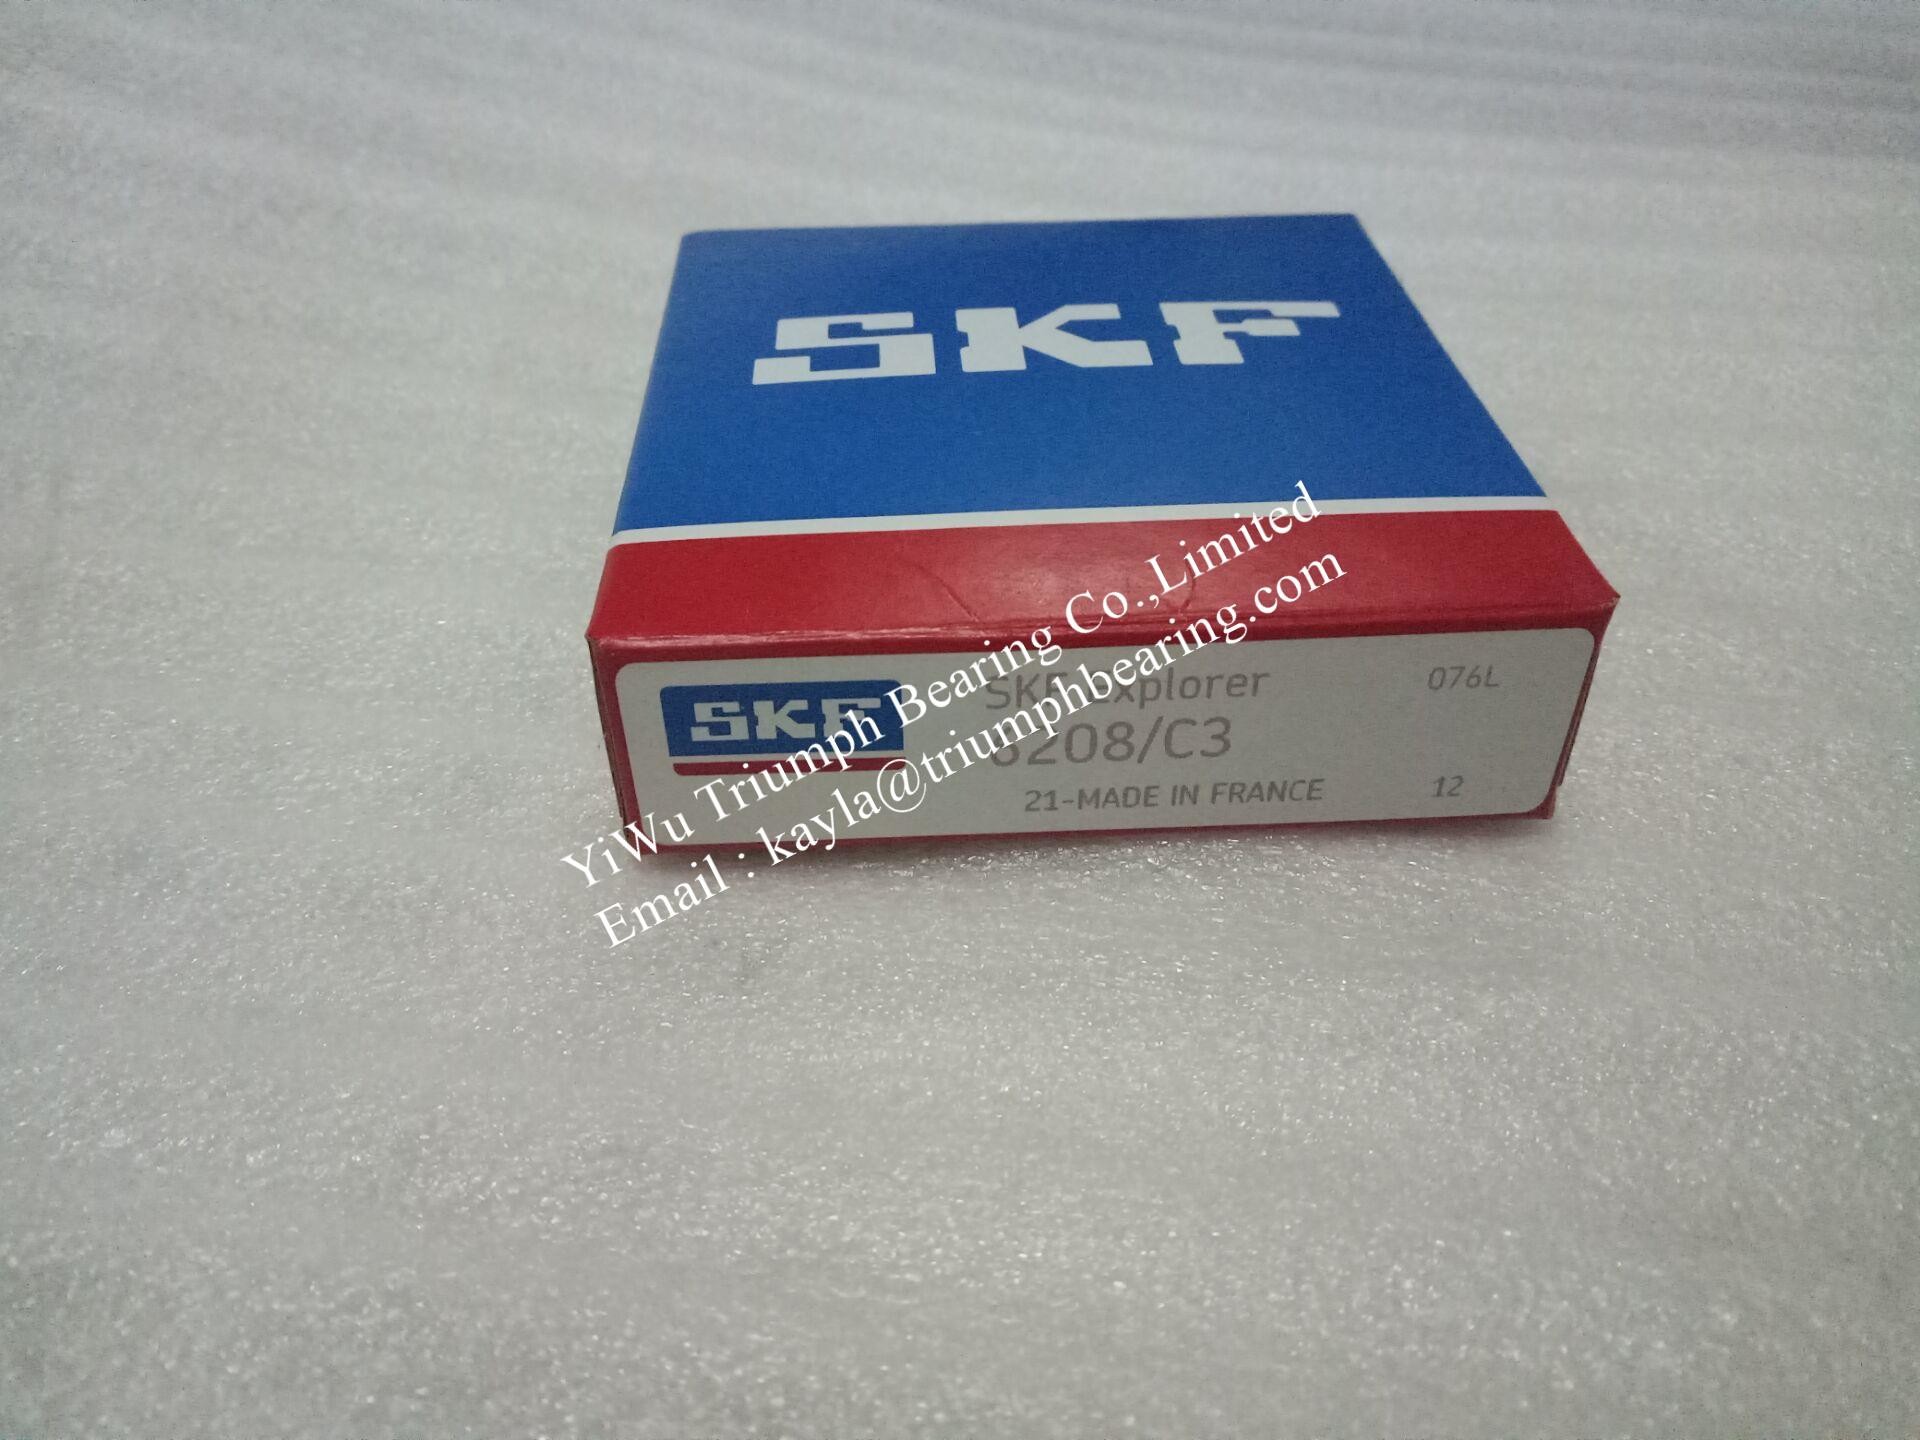 SKF
SKF
SKF Explorer
6208/C3
21-MADE IN FRANCE
076L
12
YiWu Triumph Bearing Co.,Limited
Email : kayla@triumphbearing.com